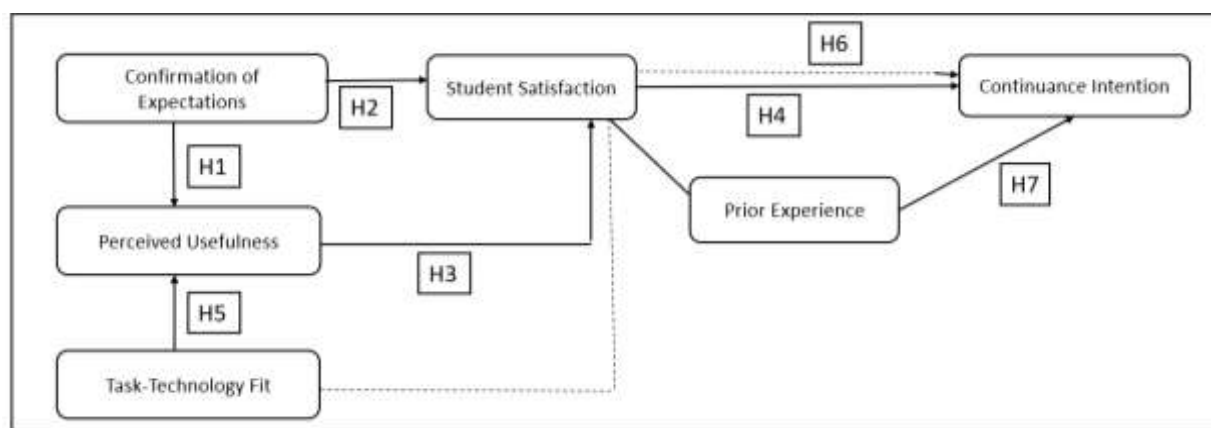 H6
Confirmation of
Expectations
Student Satisfaction
Continuance Intention
H2
H4
H1
H7
Prior Experience
Perceived Usefulness
H3
H5
Task-Technology Fit